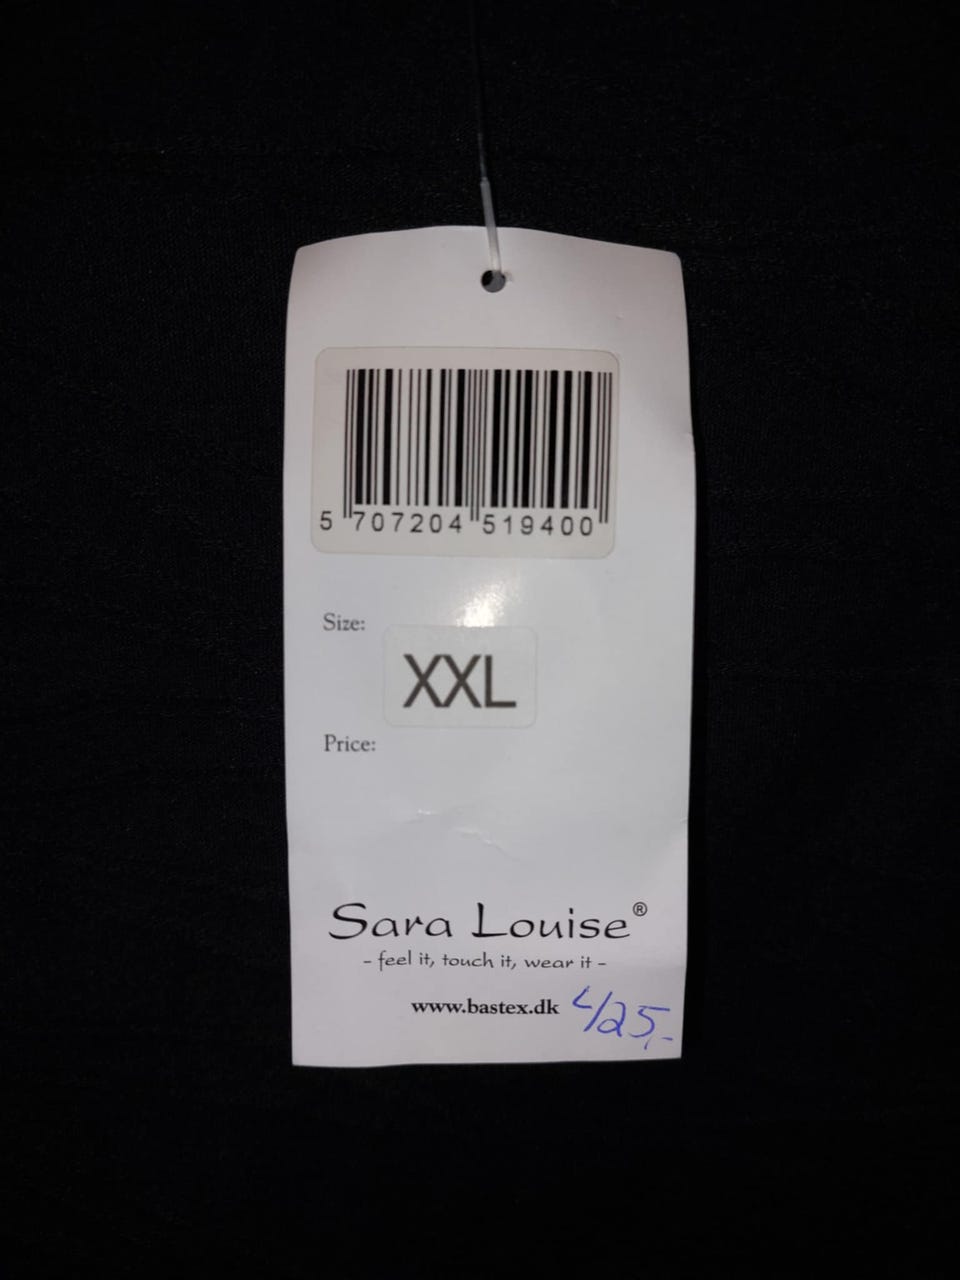 5 707204 519400
Size:
XXL
Price:
Sara Louise®
- feel it, touch it, wear it -
www.bastex.dk